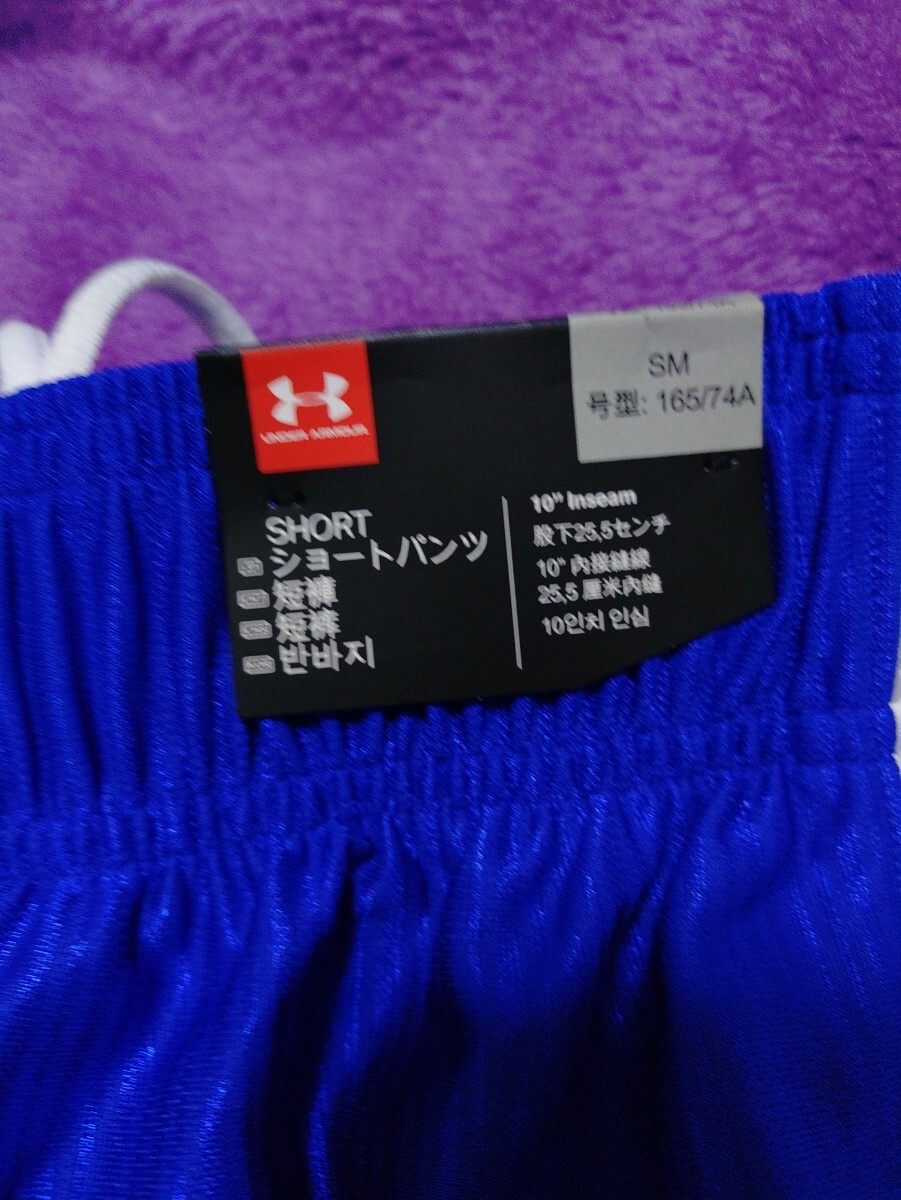 UNDER ARMOUR
SM
号型: 165/74A
SHORT
ショートパンツ
短褲
短裤
반바지
10" Inseam
股下25,5センチ
10" 內接縫線
25,5 厘米内缝
10인치 인심